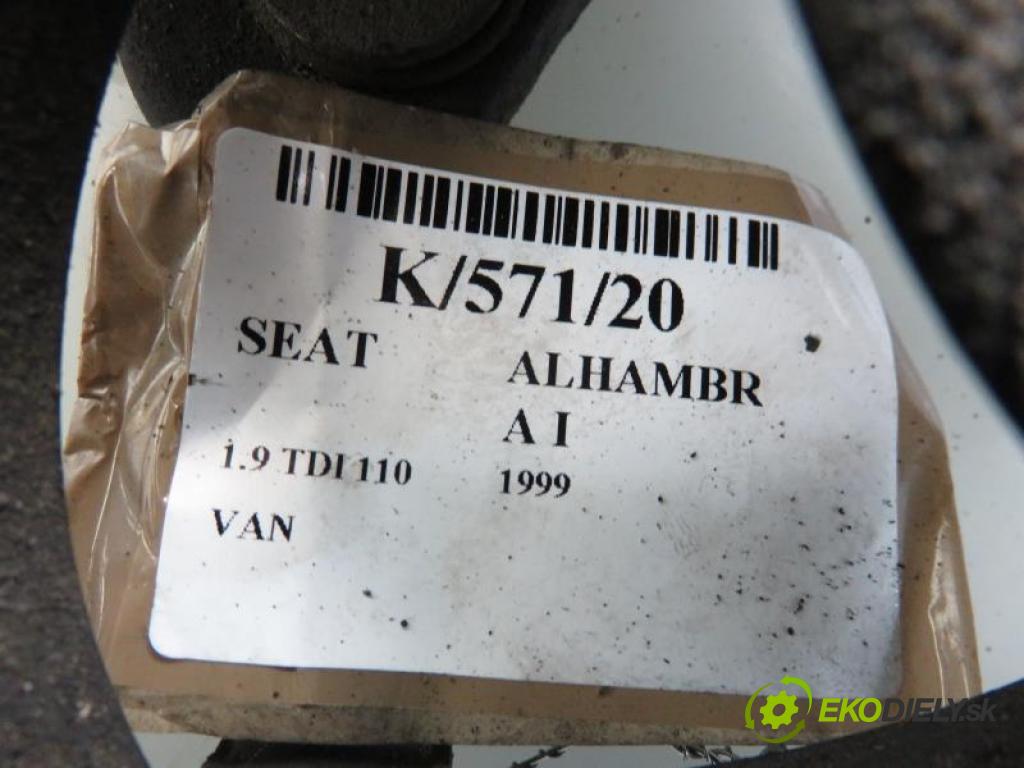 K/571/20
SEAT ALHAMBR
A I
1.9 TDI 110 1999
VAN
EKODIELY.sk